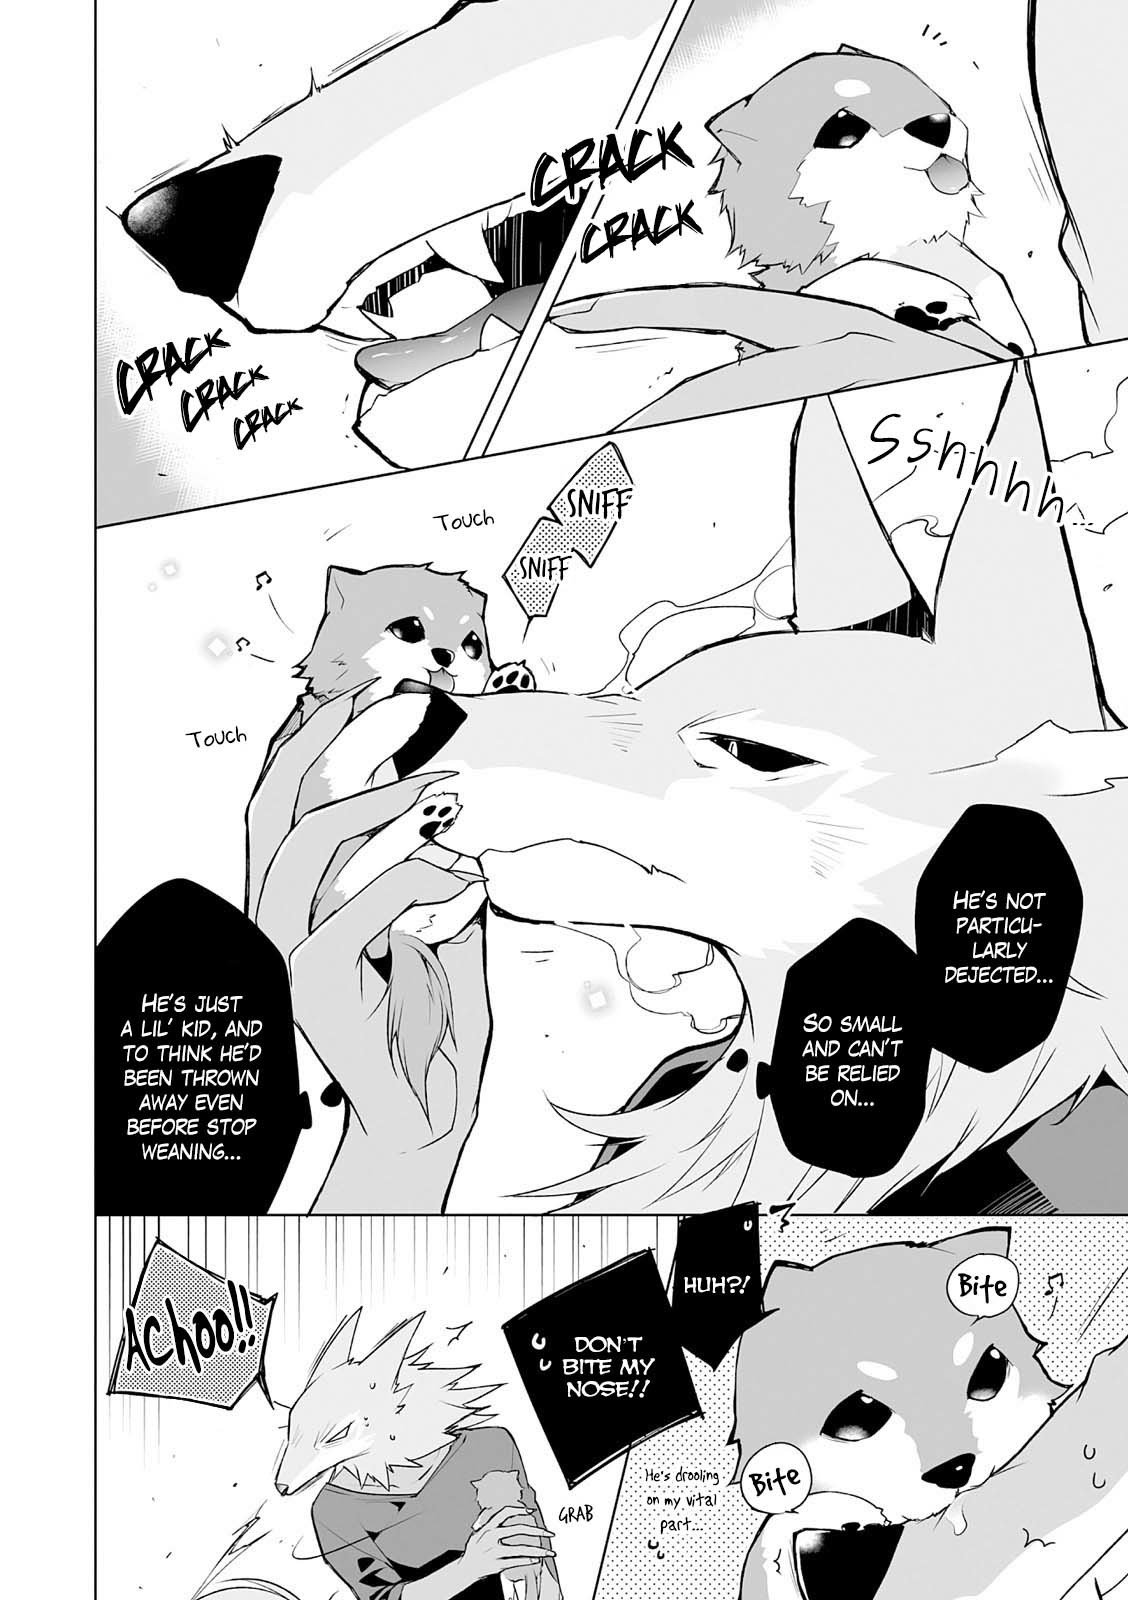 CRACK
CRACK
CRACK
CRACK
CRACK
Sshhhh...
SNIFF
SNIFF
Touch
Touch
HE'S NOT
PARTICU-
LARLY
DEJECTED...
SO SMALL
AND CAN'T
BE RELIED
ON...
HE'S JUST
A LIL' KID, AND
TO THINK HE'D
BEEN THROWN
AWAY EVEN
BEFORE STOP
WEANING...
Bite
Bite
HUH?!
DON'T
BITE MY
NOSE!!
He's drooling
on my vital
part...
GRAB
Achoo!!